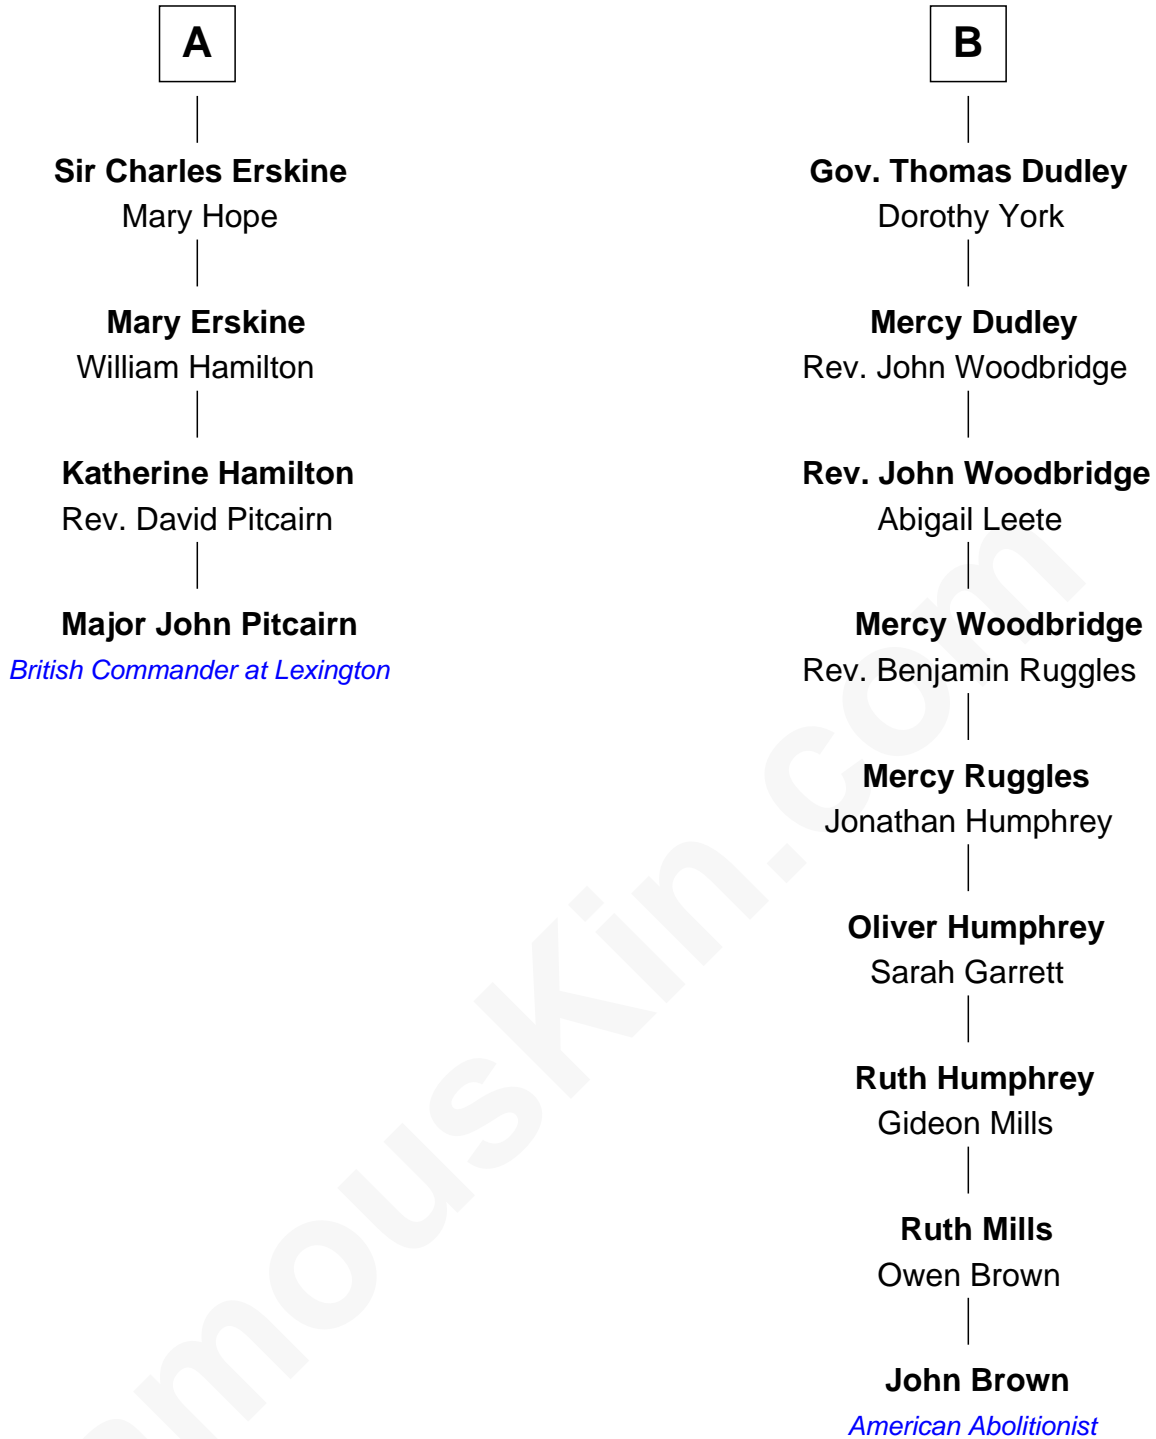 A
Sir Charles Erskine
Mary Hope
Mary Erskine
William Hamilton
Katherine Hamilton
Rev. David Pitcairn
Major John Pitcairn
British Commander at Lexington
B
Gov. Thomas Dudley
Dorothy York
Mercy Dudley
Rev. John Woodbridge
Rev. John Woodbridge
Abigail Leete
Mercy Woodbridge
Rev. Benjamin Ruggles
Mercy Ruggles
Jonathan Humphrey
Oliver Humphrey
Sarah Garrett
Ruth Humphrey
Gideon Mills
Ruth Mills
Owen Brown
John Brown
American Abolitionist
amouskin.com